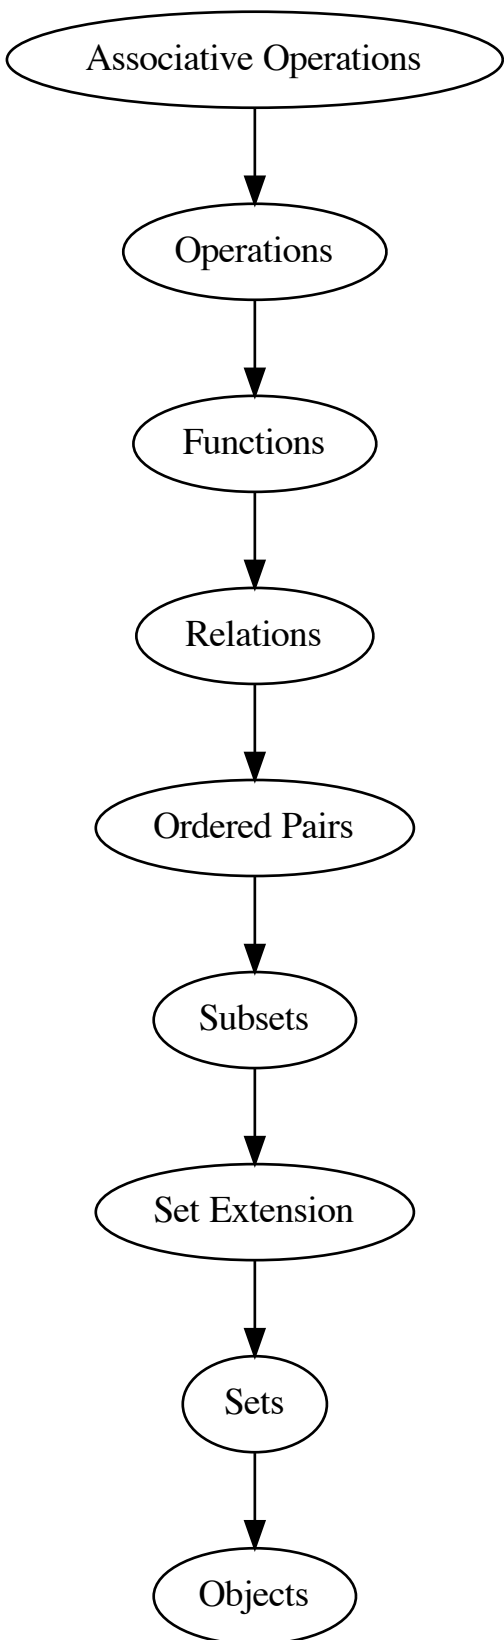 Associative Operations
Operations
Functions
Relations
Ordered Pairs
Subsets
Set Extension
Sets
Objects